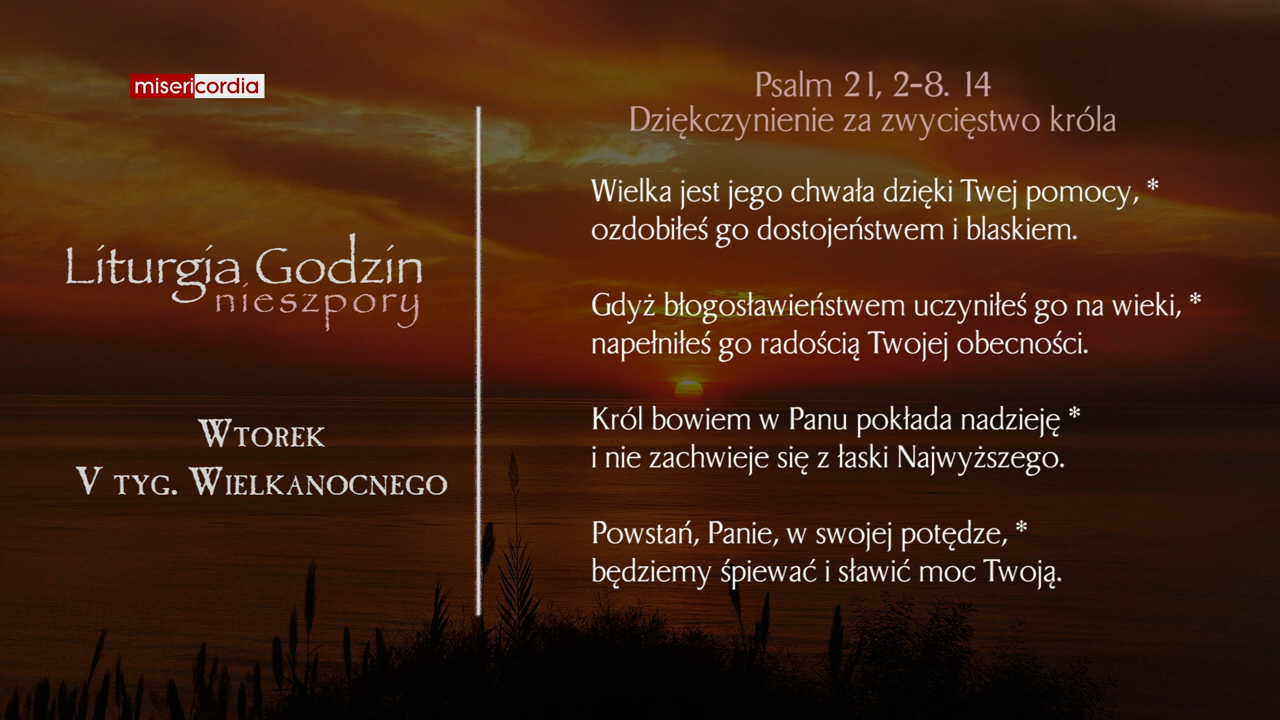 misericordia
Liturgia Godzin
nieszpory
Wtorek
V tyg. Wielkanocnego
Psalm 21, 2-8. 14
Dziękczynienie za zwycięstwo króla
Wielka jest jego chwała dzięki Twej pomocy, *
ozdobiłeś go dostojeństwem i blaskiem.
Gdyż błogosławieństwem uczyniłeś go na wieki, *
napełniłeś go radością Twojej obecności.
Król bowiem w Panu pokłada nadzieję *
i nie zachwieje się z łaski Najwyższego.
Powstań, Panie, w swojej potędze, *
będziemy śpiewać i sławić moc Twoją.